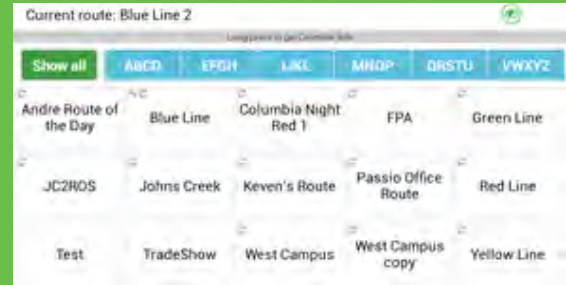 Current route: Blue Line 2
Show all ABCD EFGH IJKL MNOP QRSTU VWXYZ
Andre Route of the Day Blue Line Columbia Night Red 1 FPA Green Line
JC2ROS Johns Creek Keven's Route Passio Office Route Red Line
Test TradeShow West Campus West Campus copy Yellow Line